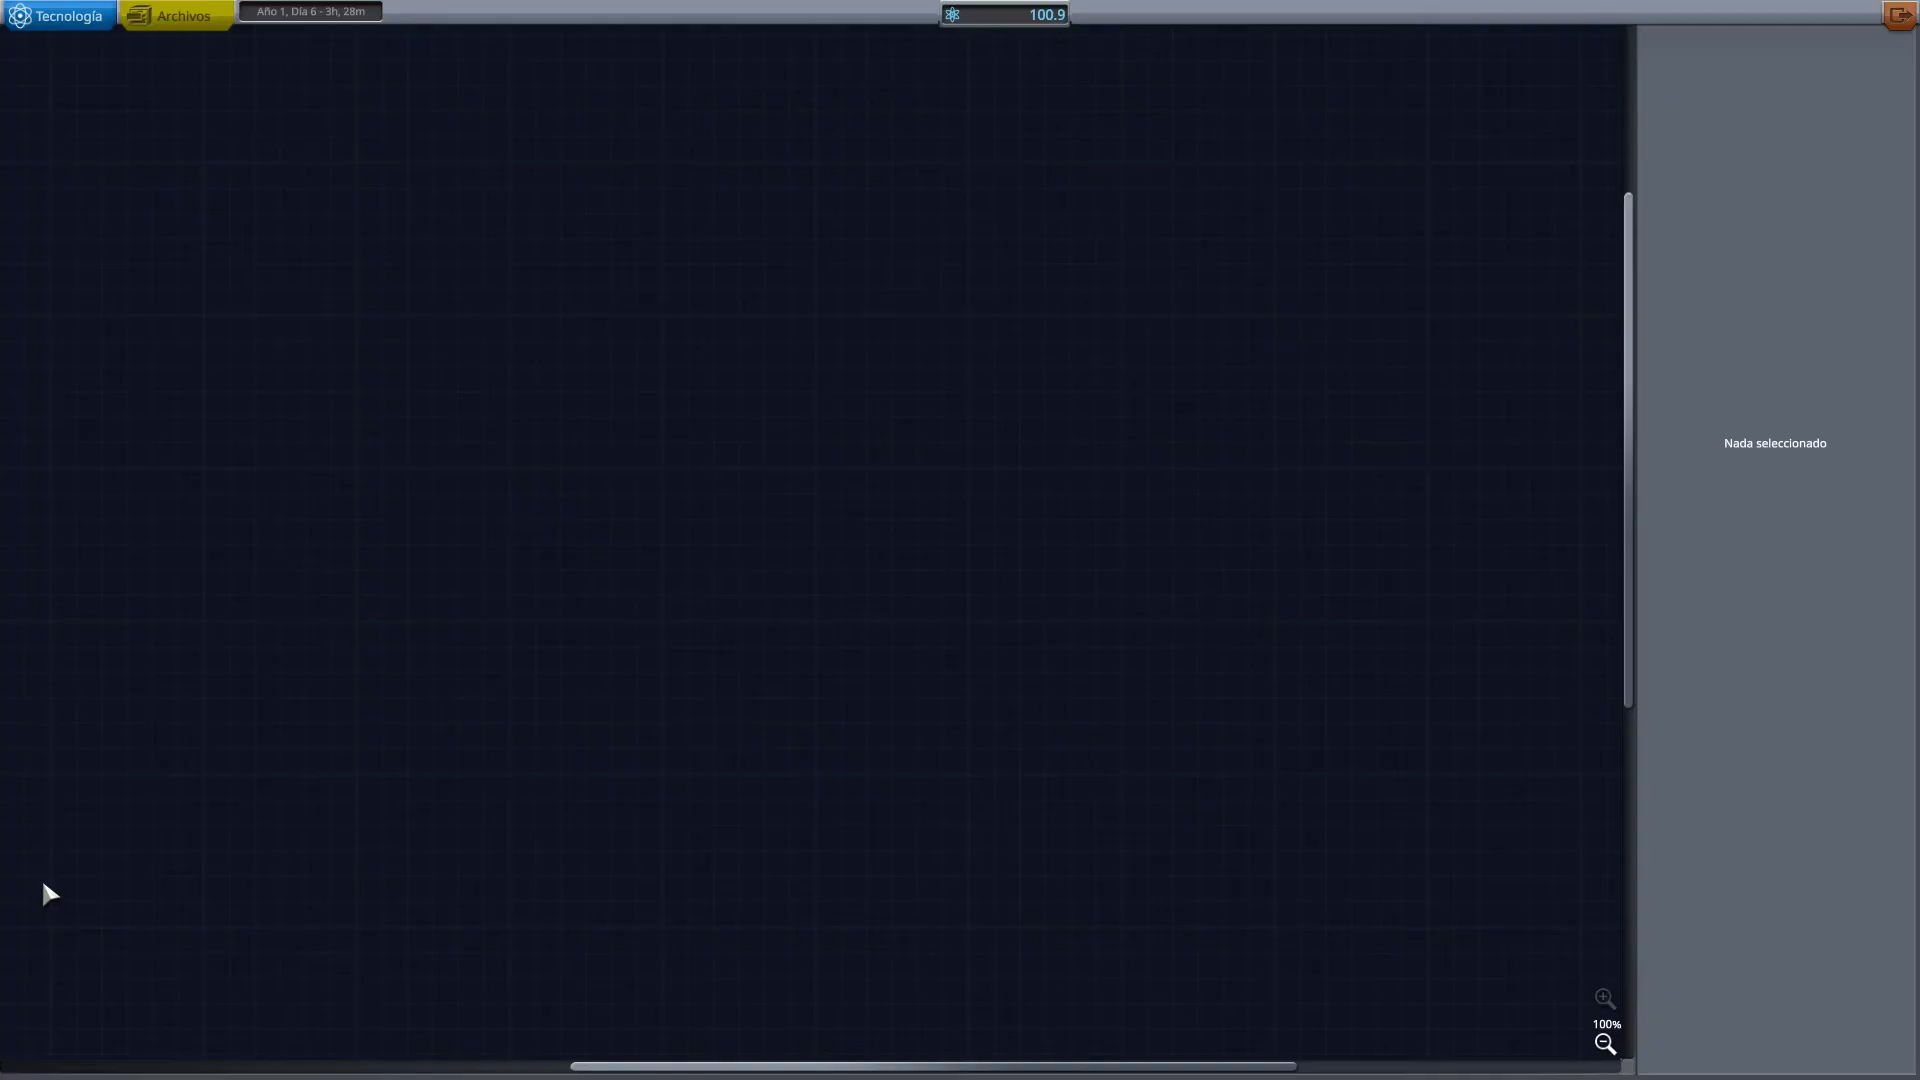 Tecnología
Archivos
Año 1, Día 6 - 3h, 28m
100.9
Nada seleccionado
100%